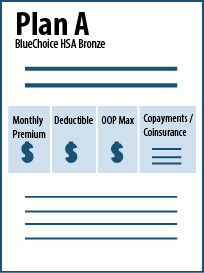 Plan A
BlueChoice HSA Bronze
Monthly Premium
Deductible
OOP Max
Copayments / Coinsurance
$ $ $